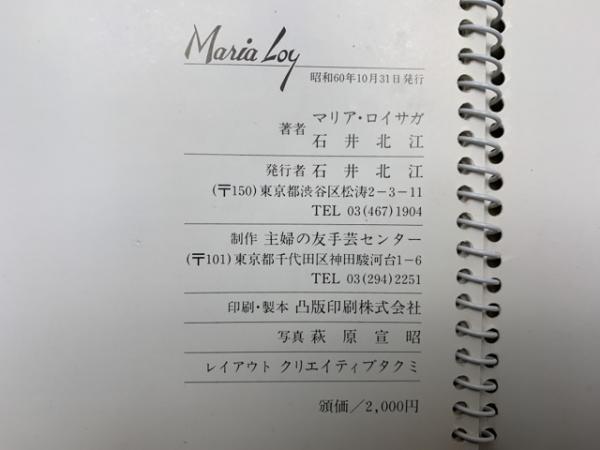 Maria Loy
昭和60年10月31日発行
著者 マリア・ロイサガ
石井北江
発行者 石井北江
(〒150)東京都渋谷区松涛2-3-11
TEL 03(467)1904
制作 主婦の友手芸センター
(〒101)東京都千代田区神田駿河台1-6
TEL 03(294)2251
印刷・製本 凸版印刷株式会社
写真 萩原宣昭
レイアウト クリエイティブタクミ
頒価/2,000円